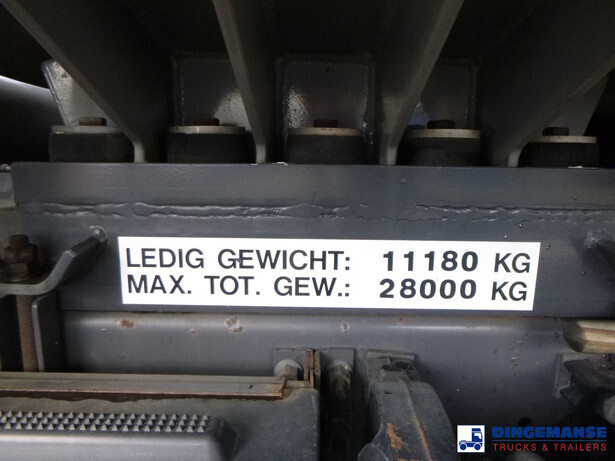 LEDIG GEWICHT: 11180 KG
MAX. TOT. GEW.: 28000 KG
DINGEMANSE
TRUCKS & TRAILERS